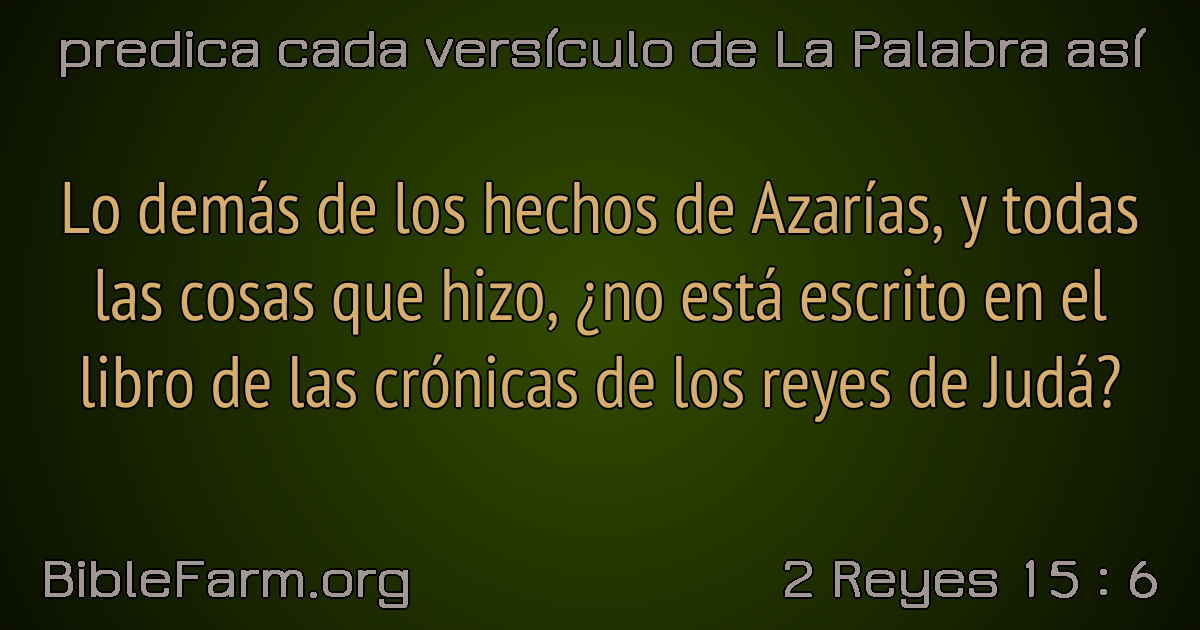 predica cada versículo de La Palabra así
Lo demás de los hechos de Azarías, y todas
las cosas que hizo, ¿no está escrito en el
libro de las crónicas de los reyes de Judá?
BibleFarm.org
2 Reyes 15 : 6